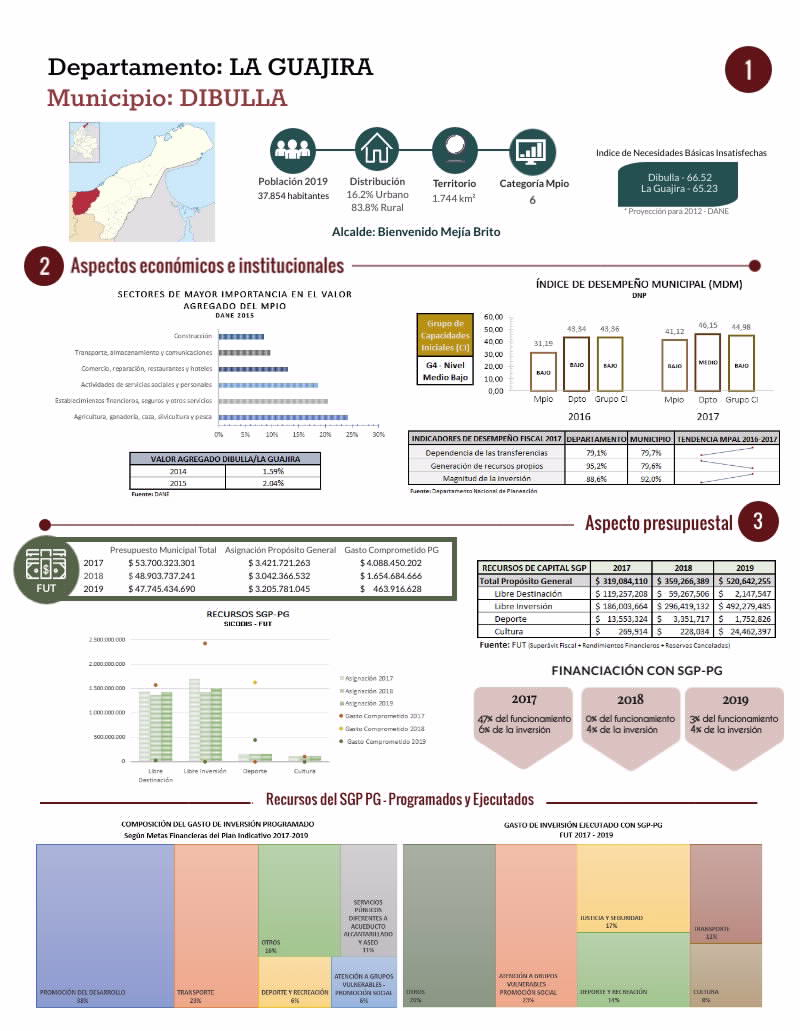 Departamento: LA GUAJIRA
Municipio: DIBULLA
1
Población 2019
37.854 habitantes
Distribución
16.2% Urbano
83.8% Rural
Territorio
1.744 km²
Categoría Mpio
6
Indice de Necesidades Básicas Insatisfechas
Dibulla - 66.52
La Guajira - 65.23
* Proyección para 2012 - DANE
Alcalde: Bienvenido Mejía Brito
2 Aspectos económicos e institucionales
SECTORES DE MAYOR IMPORTANCIA EN EL VALOR
AGREGADO DEL MPIO
DANE 2015
Construcción
Transporte, almacenamiento y comunicaciones
Comercio, reparación, restaurantes y hoteles
Actividades de servicios sociales y personales
Establecimientos financieros, seguros y otros servicios
Agricultura, ganadería, caza, silvicultura y pesca
0% 5% 10% 15% 20% 25% 30%
VALOR AGREGADO DIBULLA/LA GUAJIRA
2014 1.59%
2015 2.04%
Fuente: DANE
ÍNDICE DE DESEMPEÑO MUNICIPAL (MDM)
DNP
Grupo de
Capacidades
Iniciales (CI)
G4 - Nivel
Medio Bajo
60,00
50,00
40,00
30,00
20,00
10,00
0,00
31,19 43,34 43,36 41,12 46,15 44,98
BAJO BAJO BAJO BAJO MEDIO BAJO
Mpio Dpto Grupo CI Mpio Dpto Grupo CI
2016 2017
INDICADORES DE DESEMPEÑO FISCAL 2017 DEPARTAMENTO MUNICIPIO TENDENCIA MPAL 2016-2017
Dependencia de las transferencias 79,1% 79,7%
Generación de recursos propios 95,2% 79,6%
Magnitud de la inversión 88,6% 92,0%
Fuente: Departamento Nacional de Planeación
Aspecto presupuestal 3
FUT
Presupuesto Municipal Total Asignación Propósito General Gasto Comprometido PG
2017 $ 53.700.323.301 $ 3.421.721.263 $ 4.088.450.202
2018 $ 48.903.737.241 $ 3.042.366.532 $ 1.654.684.666
2019 $ 47.745.434.690 $ 3.205.781.045 $ 463.916.628
RECURSOS SGP-PG
SICODIS - FUT
2.500.000.000
2.000.000.000
1.500.000.000
1.000.000.000
500.000.000
0
Libre
Destinación
Libre Inversión
Deporte
Cultura
Asignación 2017
Asignación 2018
Asignación 2019
Gasto Comprometido 2017
Gasto Comprometido 2018
Gasto Comprometido 2019
RECURSOS DE CAPITAL SGP 2017 2018 2019
Total Propósito General $ 319,084,110 $ 359,266,389 $ 520,642,255
Libre Destinación $ 119,257,208 $ 59,267,506 $ 2,147,547
Libre Inversión $ 186,003,664 $ 296,419,132 $ 492,279,485
Deporte $ 13,553,324 $ 3,351,717 $ 1,752,826
Cultura $ 269,914 $ 228,034 $ 24,462,397
Fuente: FUT (Superávit Fiscal + Rendimientos Financieros + Reservas Canceladas)
FINANCIACIÓN CON SGP-PG
2017
47% del funcionamiento
6% de la inversión
2018
0% del funcionamiento
4% de la inversión
2019
3% del funcionamiento
4% de la inversión
Recursos del SGP PG - Programados y Ejecutados
COMPOSICIÓN DEL GASTO DE INVERSIÓN PROGRAMADO
Según Metas Financieras del Plan Indicativo 2017-2019
PROMOCIÓN DEL DESARROLLO
38%
TRANSPORTE
23%
OTROS
16%
SERVICIOS
PÚBLICOS
DIFERENTES A
ACUEDUCTO
ALCANTARILLADO
Y ASEO
11%
DEPORTE Y RECREACIÓN
6%
ATENCIÓN A GRUPOS
VULNERABLES -
PROMOCIÓN SOCIAL
6%
GASTO DE INVERSIÓN EJECUTADO CON SGP-PG
FUT 2017 - 2019
OTROS
ATENCIÓN A GRUPOS
VULNERABLES -
PROMOCIÓN SOCIAL
23%
JUSTICIA Y SEGURIDAD
17%
DEPORTE Y RECREACIÓN
14%
TRANSPORTE
12%
CULTURA
8%